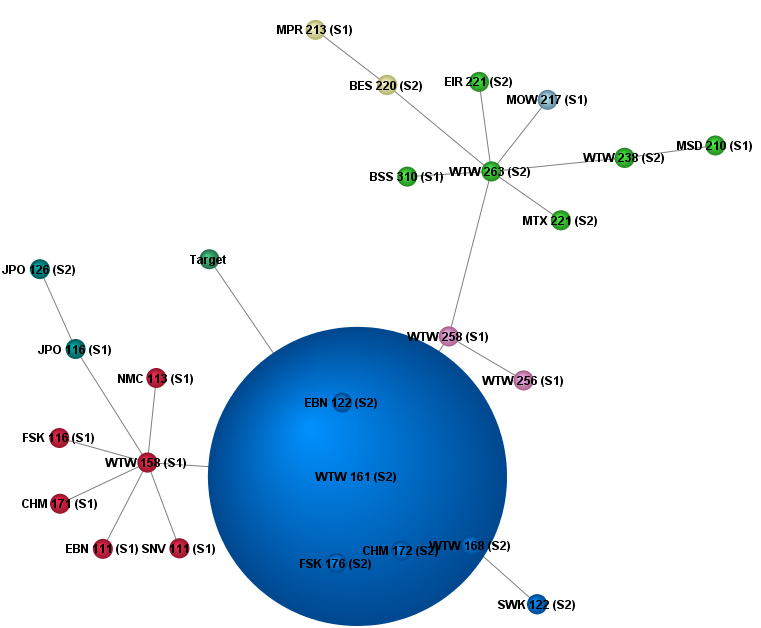 MPR 213 (S1)
BES 220 (S2)
EIR 221 (S2)
MOW 217 (S1)
MSD 210 (S1)
WTW 238 (S2)
WTW 263 (S2)
BSS 310 (S1)
MTX 221 (S2)
Target
JPO 126 (S2)
WTW 258 (S1)
JPO 116 (S1)
NMC 113 (S1)
WTW 256 (S1)
EBN 122 (S2)
FSK 116 (S1)
WTW 158 (S1)
WTW 161 (S2)
CHM 171 (S1)
EBN 111 (S1)
SNV 111 (S1)
CHM 172 (S2)
WTW 168 (S2)
FSK 176 (S2)
SWK 122 (S2)